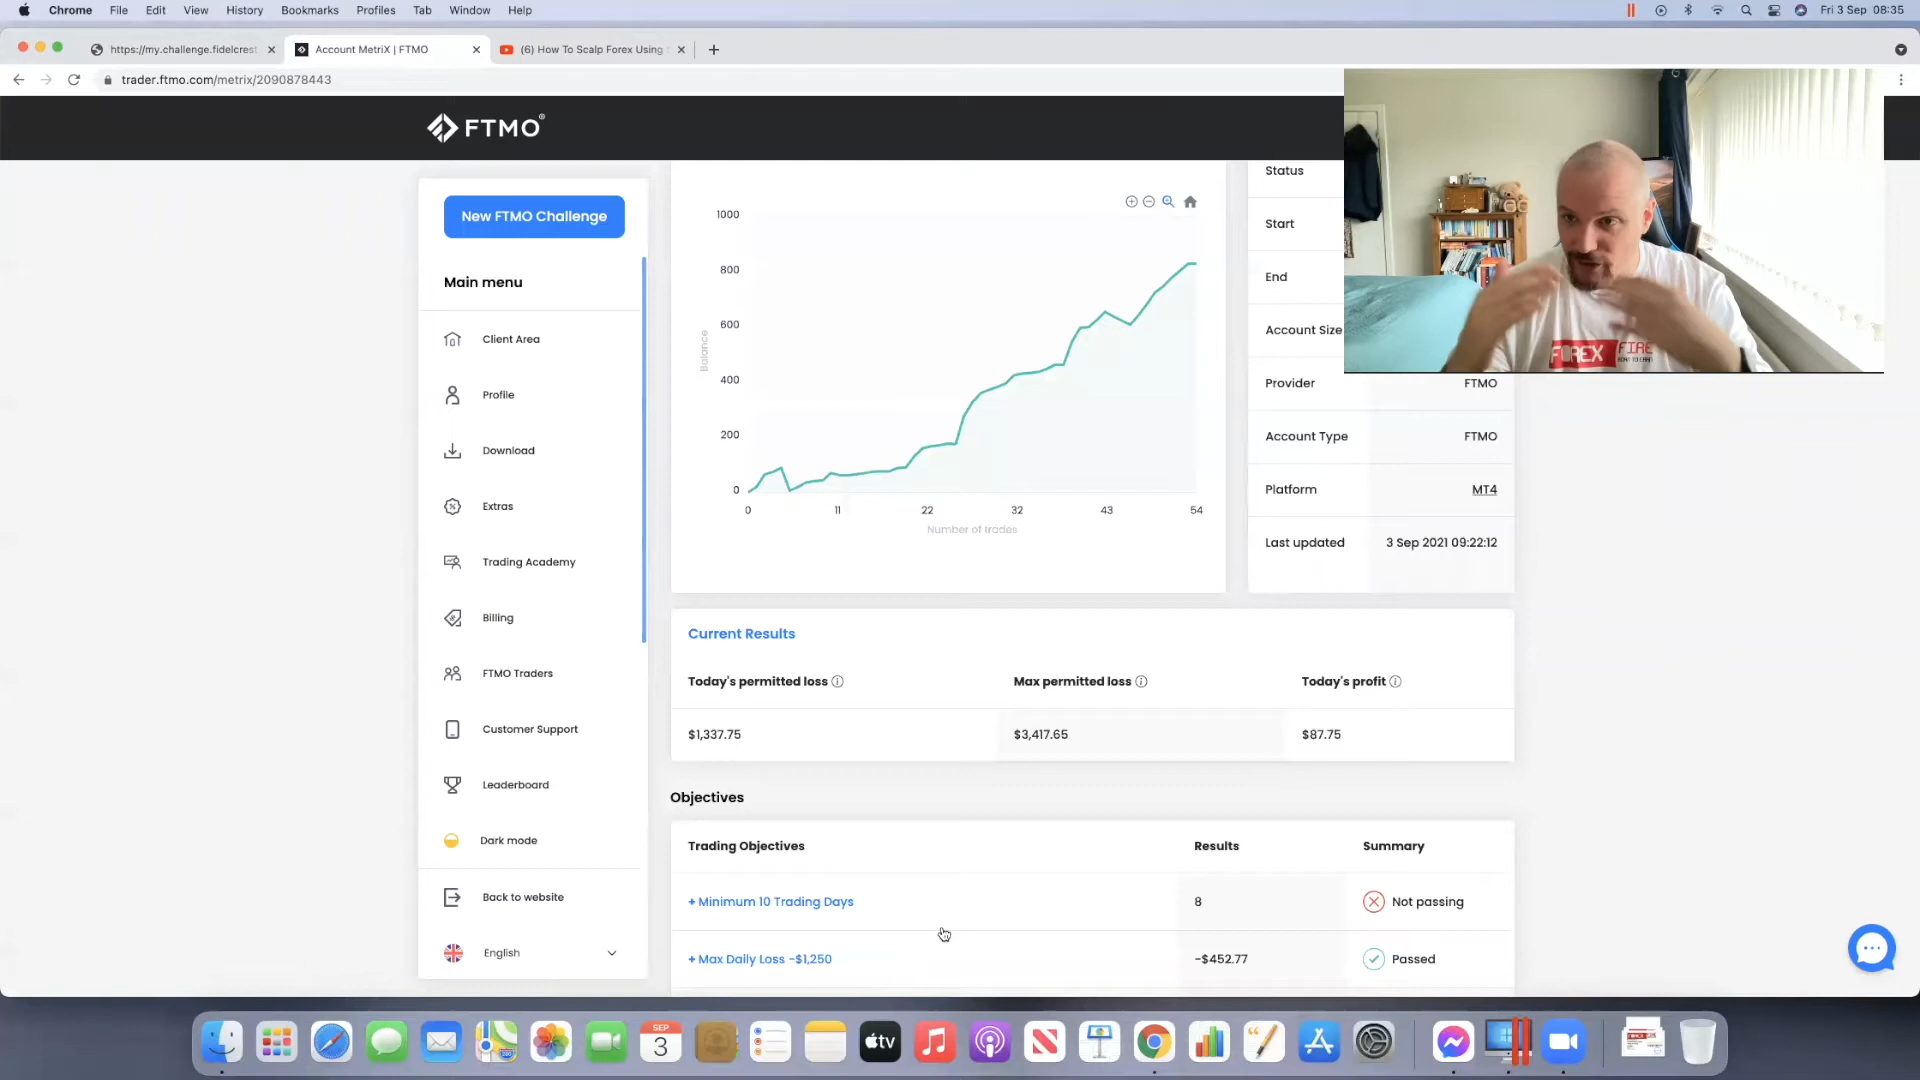 Chrome File Edit View History Bookmarks Profiles Tab Window Help
Fri 3 Sep 08:35
https://my.challenge.fidelcrest
Account MetriX | FTMO
(6) How To Scalp Forex Using
trader.ftmo.com/metrix/2090878443
FTMO
New FTMO Challenge
Main menu
Client Area
Profile
Download
Extras
Trading Academy
Billing
FTMO Traders
Customer Support
Leaderboard
Dark mode
Back to website
English
1000
800
600
400
200
0
Balance
0 11 22 32 43 54
Number of trades
Status
Start
End
Account Size
Provider FTMO
Account Type FTMO
Platform MT4
Last updated 3 Sep 2021 09:22:12
FOREX FIRE
Current Results
Today's permitted loss Max permitted loss Today's profit
$1,337.75 $3,417.65 $87.75
Objectives
Trading Objectives Results Summary
+ Minimum 10 Trading Days 8 Not passing
+ Max Daily Loss -$1,250 -$452.77 Passed
SEP
3
tv